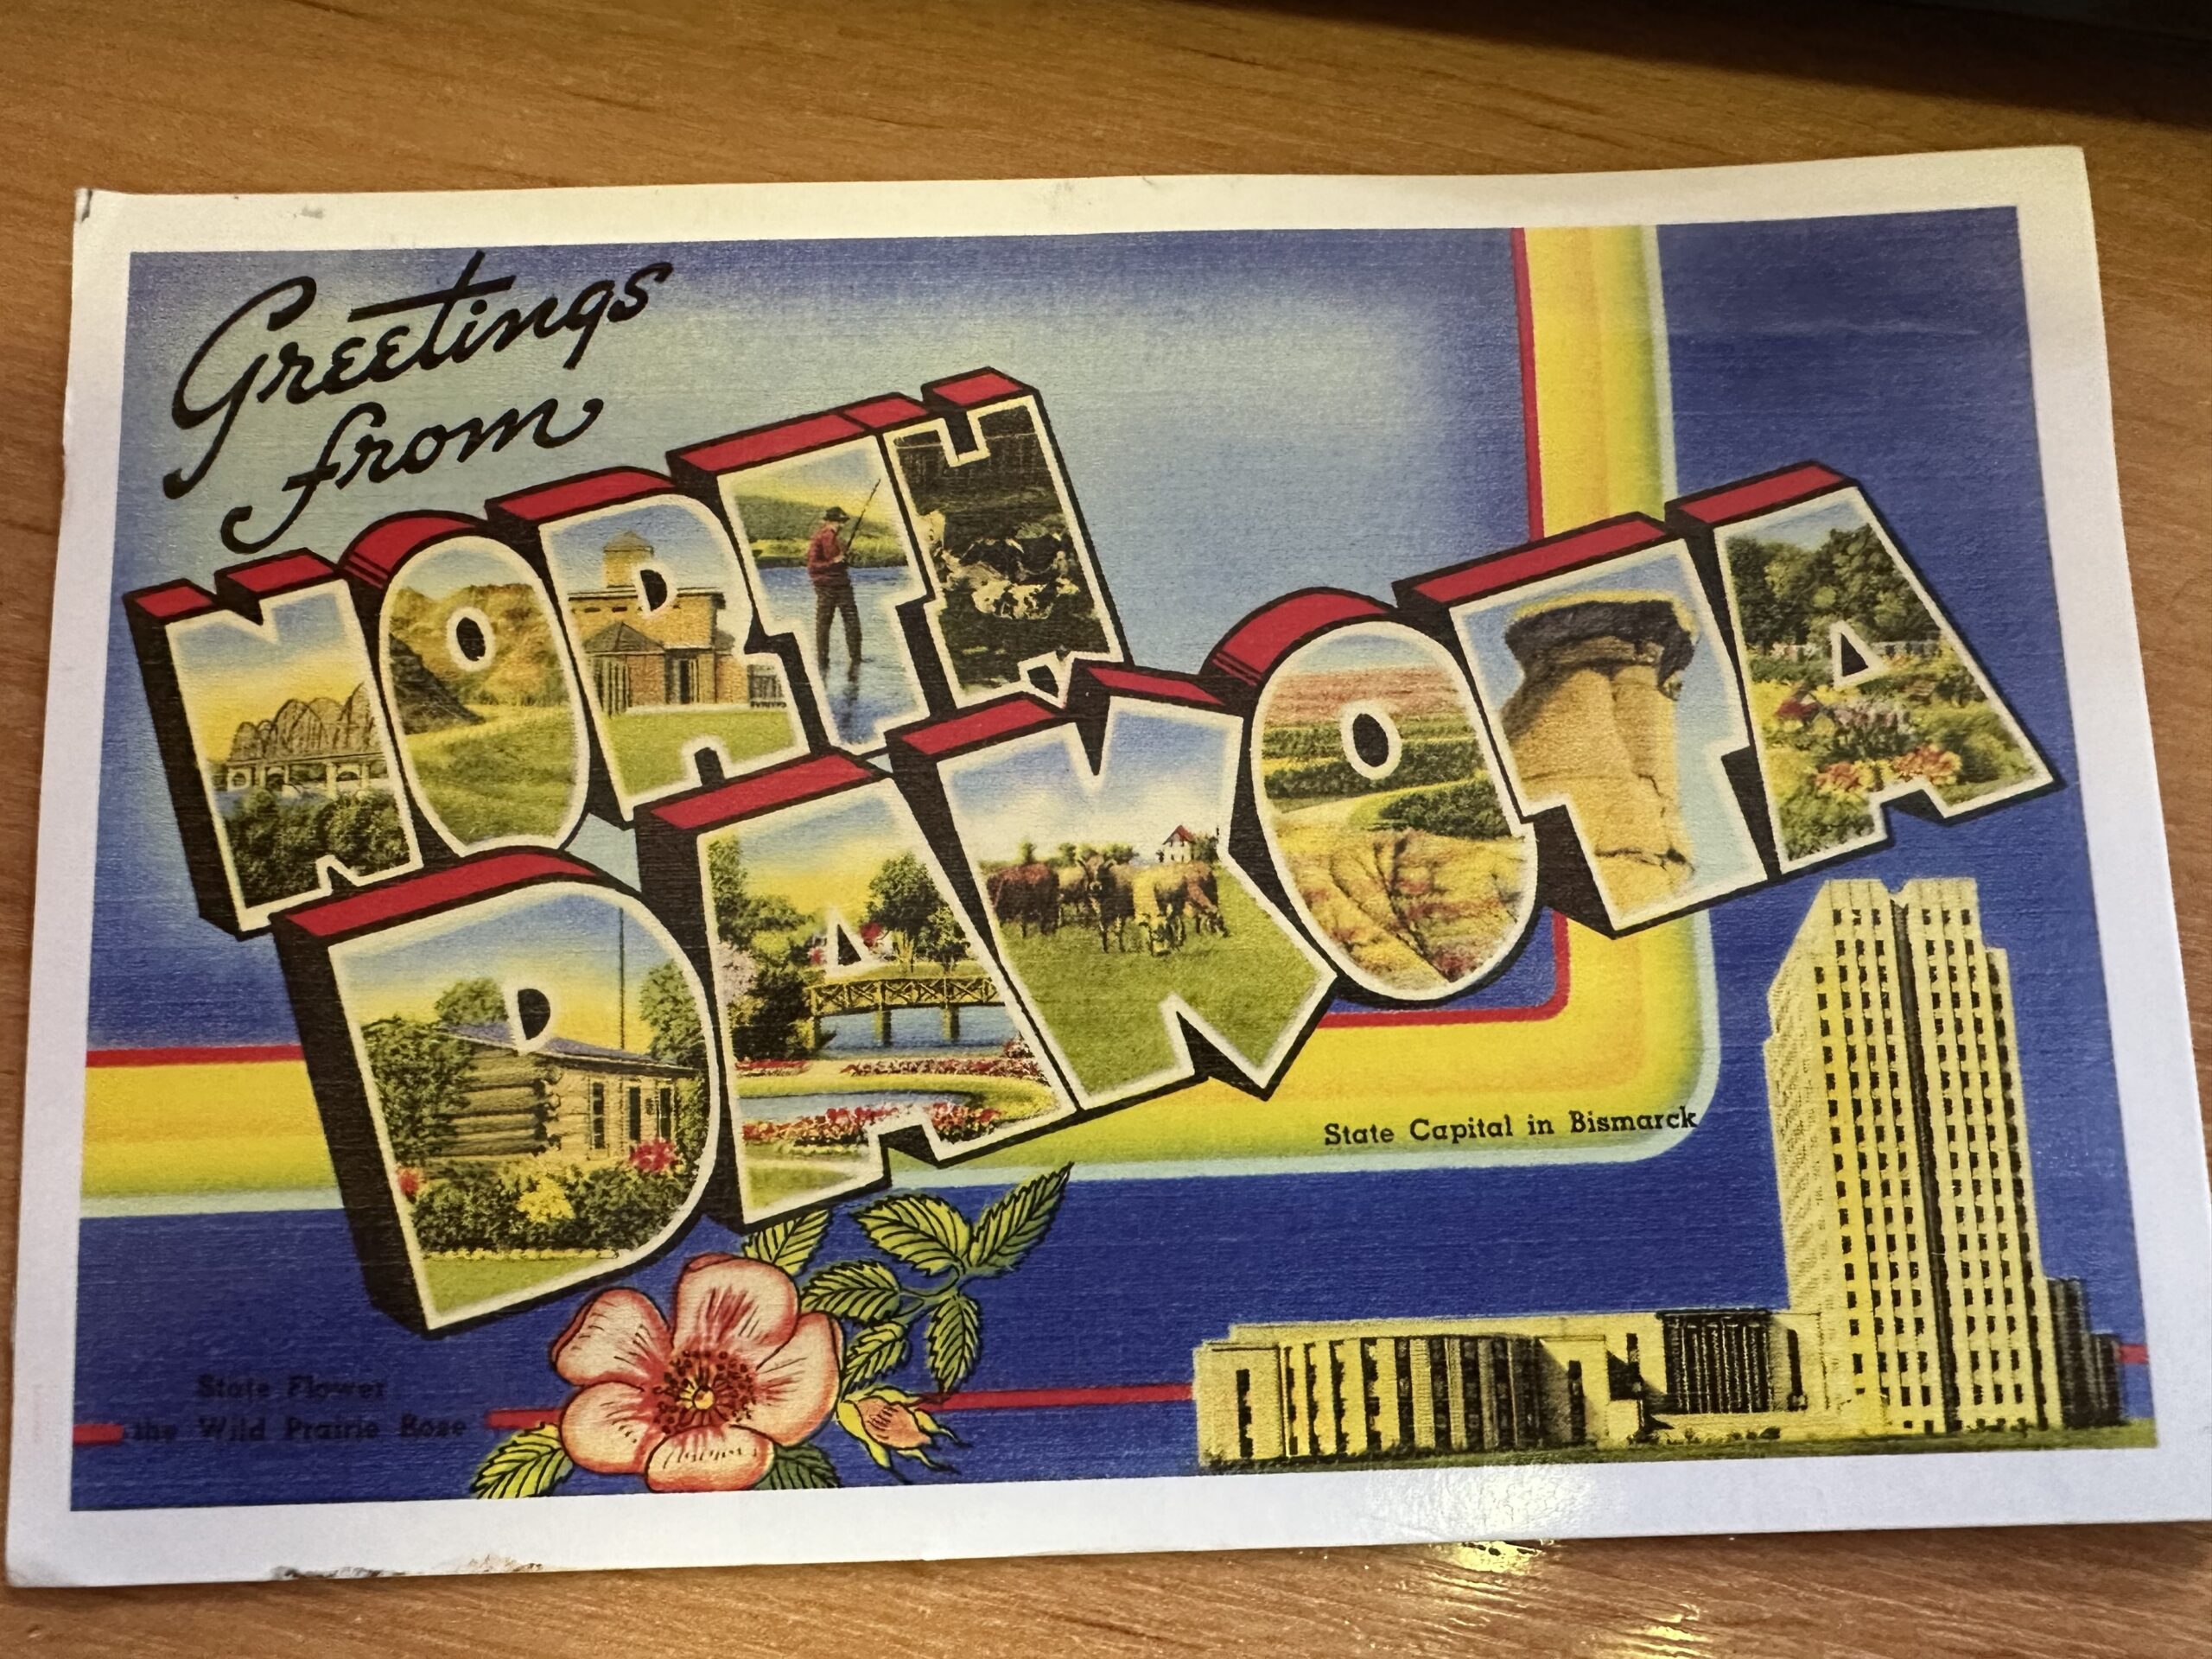 Greetings
from
NORTH
DAKOTA
State Capital in Bismarck
State Flower
the Wild Prairie Rose